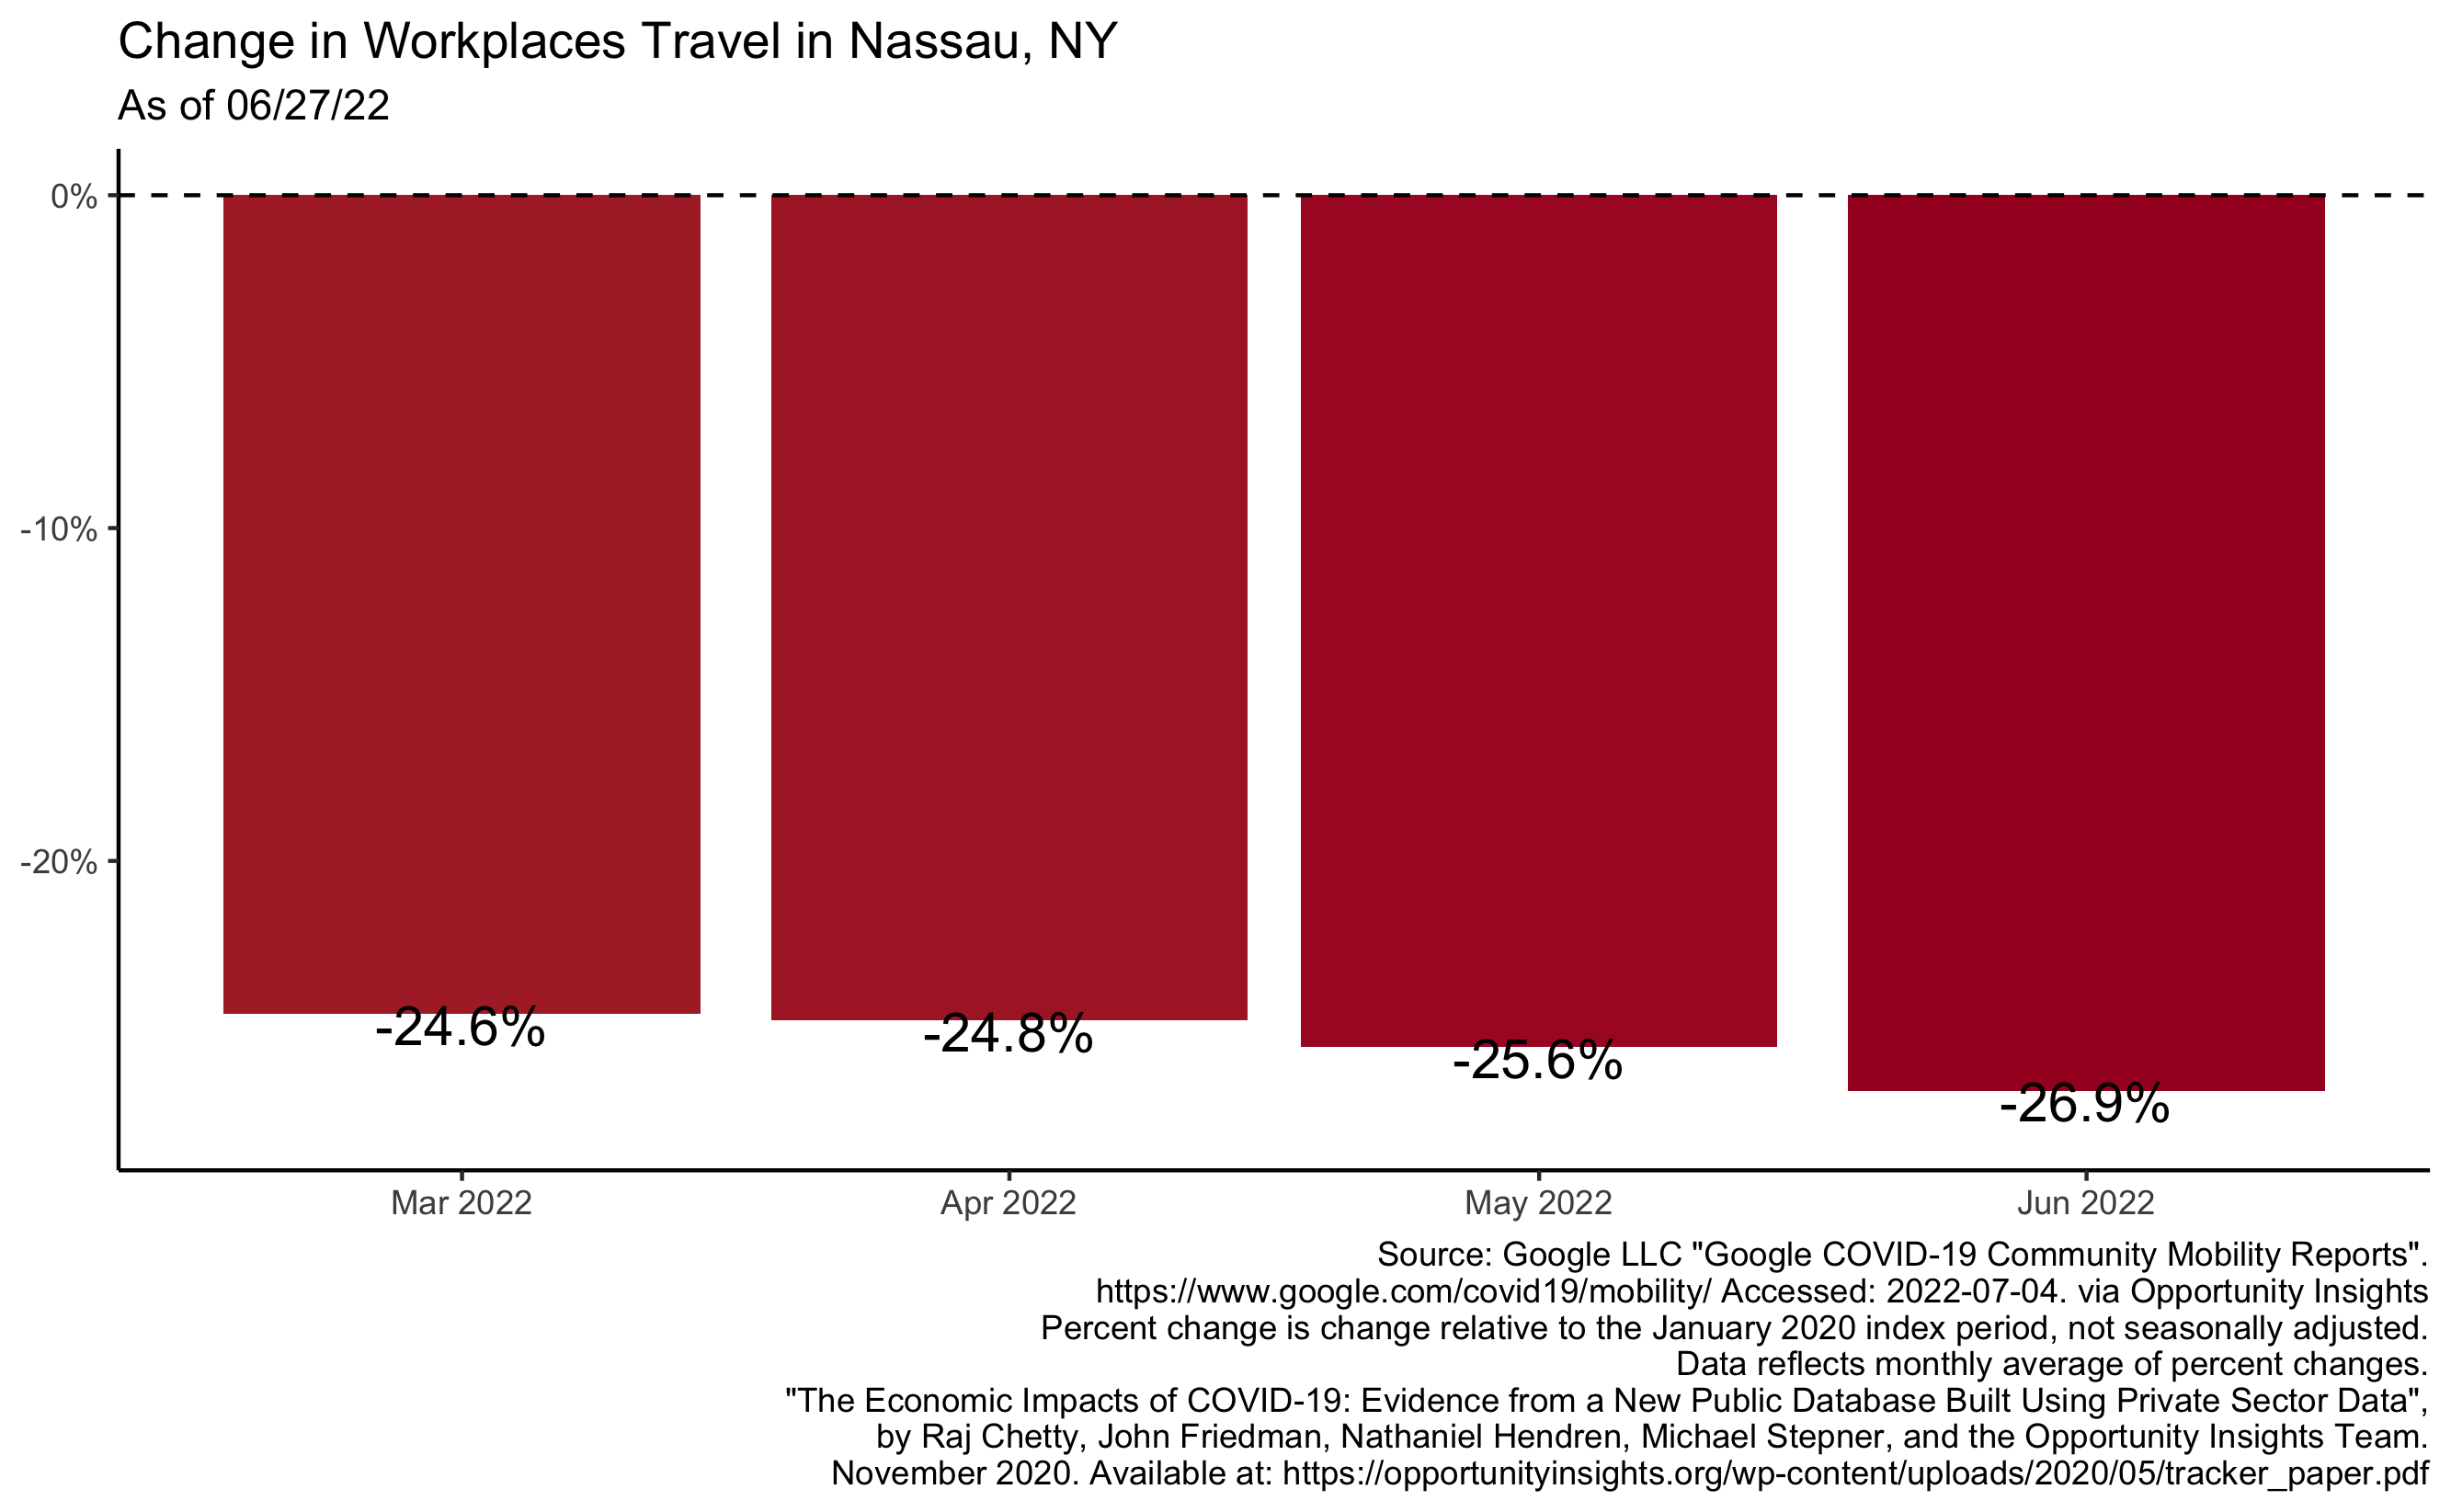 Change in Workplaces Travel in Nassau, NY
As of 06/27/22
0%
-10%
-20%
-24.6%
-24.8%
-25.6%
-26.9%
Mar 2022
Apr 2022
May 2022
Jun 2022
Source: Google LLC "Google COVID-19 Community Mobility Reports".
https://www.google.com/covid19/mobility/ Accessed: 2022-07-04. via Opportunity Insights
Percent change is change relative to the January 2020 index period, not seasonally adjusted.
Data reflects monthly average of percent changes.
"The Economic Impacts of COVID-19: Evidence from a New Public Database Built Using Private Sector Data",
by Raj Chetty, John Friedman, Nathaniel Hendren, Michael Stepner, and the Opportunity Insights Team.
November 2020. Available at: https://opportunityinsights.org/wp-content/uploads/2020/05/tracker_paper.pdf